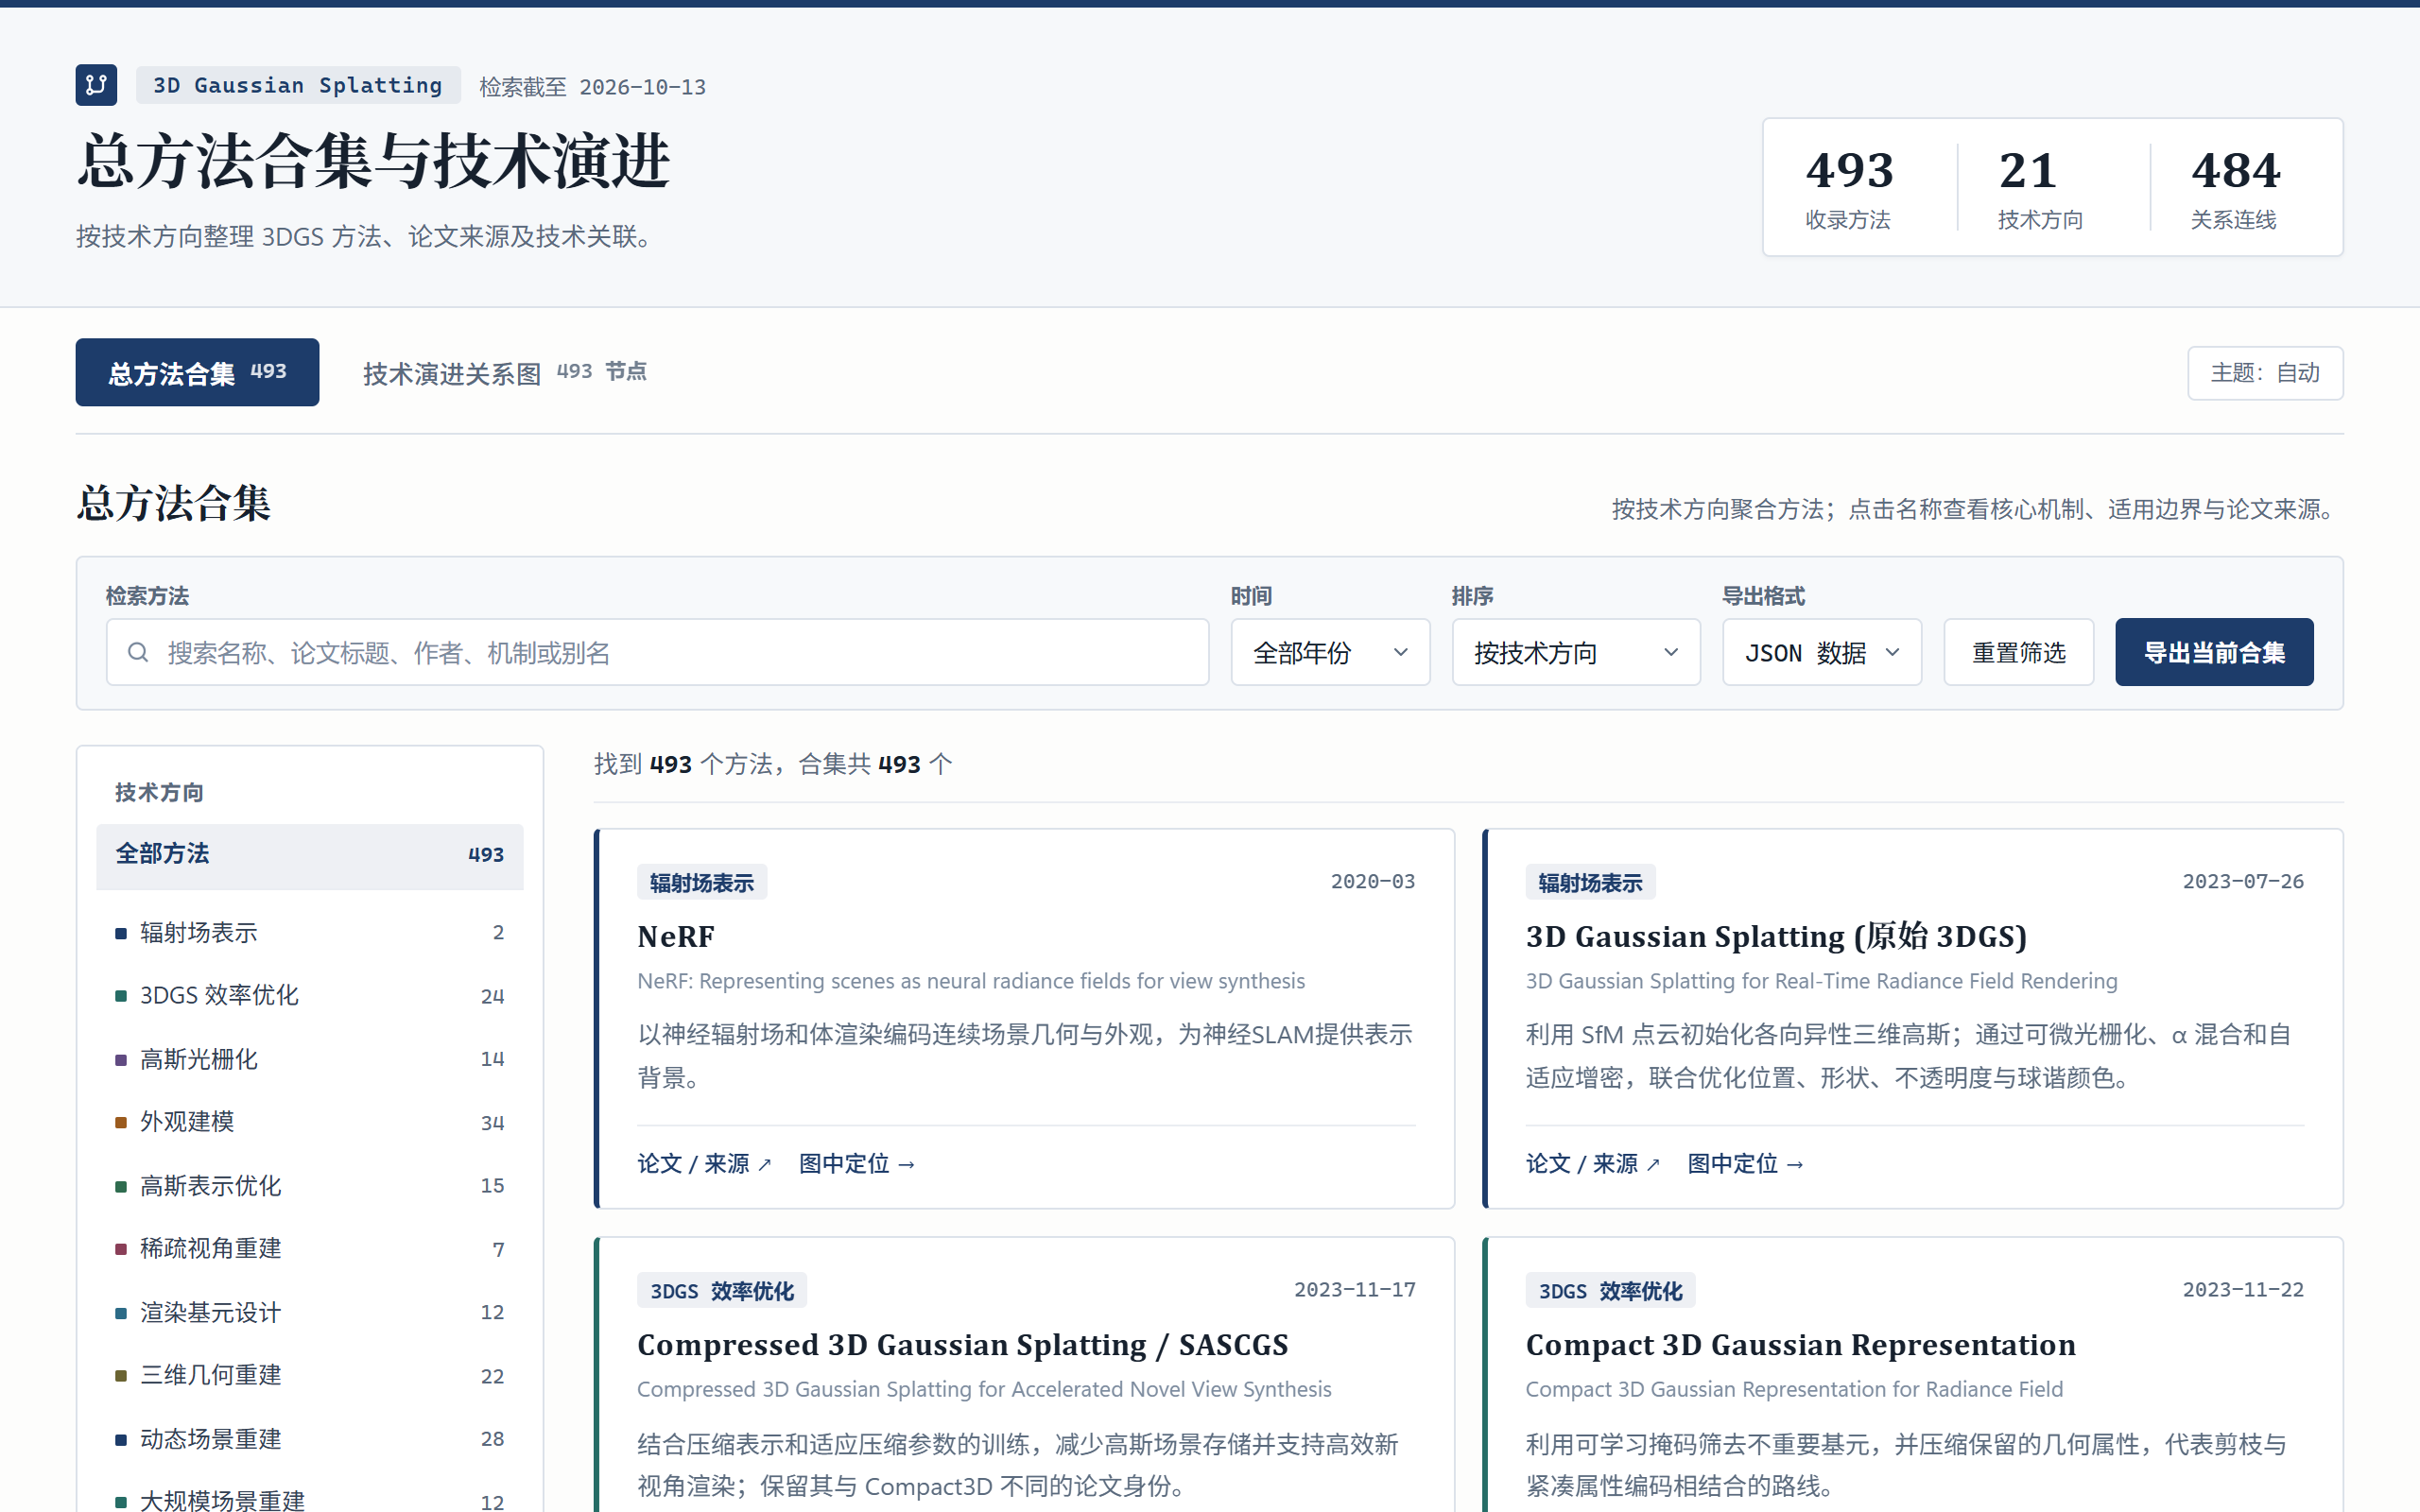 3D Gaussian Splatting 检索截至 2026-10-13
总方法合集与技术演进
按技术方向整理 3DGS 方法、论文来源及技术关联。
493 21 484
收录方法 技术方向 关系连线
总方法合集 493 技术演进关系图 493 节点 主题：自动
总方法合集
按技术方向聚合方法；点击名称查看核心机制、适用边界与论文来源。
检索方法 时间 排序 导出格式
搜索名称、论文标题、作者、机制或别名 全部年份 按技术方向 JSON 数据 重置筛选 导出当前合集
技术方向
全部方法 493
辐射场表示 2
3DGS 效率优化 24
高斯光栅化 14
外观建模 34
高斯表示优化 15
稀疏视角重建 7
渲染基元设计 12
三维几何重建 22
动态场景重建 28
大规模场景重建 12
找到 493 个方法，合集共 493 个
辐射场表示 2020-03
NeRF
NeRF: Representing scenes as neural radiance fields for view synthesis
以神经辐射场和体渲染编码连续场景几何与外观，为神经SLAM提供表示
背景。
论文 / 来源 ↗ 图中定位 →
辐射场表示 2023-07-26
3D Gaussian Splatting (原始 3DGS)
3D Gaussian Splatting for Real-Time Radiance Field Rendering
利用 SfM 点云初始化各向异性三维高斯；通过可微光栅化、α 混合和自
适应增密，联合优化位置、形状、不透明度与球谐颜色。
论文 / 来源 ↗ 图中定位 →
3DGS 效率优化 2023-11-17
Compressed 3D Gaussian Splatting / SASCGS
Compressed 3D Gaussian Splatting for Accelerated Novel View Synthesis
结合压缩表示和适应压缩参数的训练，减少高斯场景存储并支持高效新
视角渲染；保留其与 Compact3D 不同的论文身份。
3DGS 效率优化 2023-11-22
Compact 3D Gaussian Representation
Compact 3D Gaussian Representation for Radiance Field
利用可学习掩码筛去不重要基元，并压缩保留的几何属性，代表剪枝与
紧凑属性编码相结合的路线。